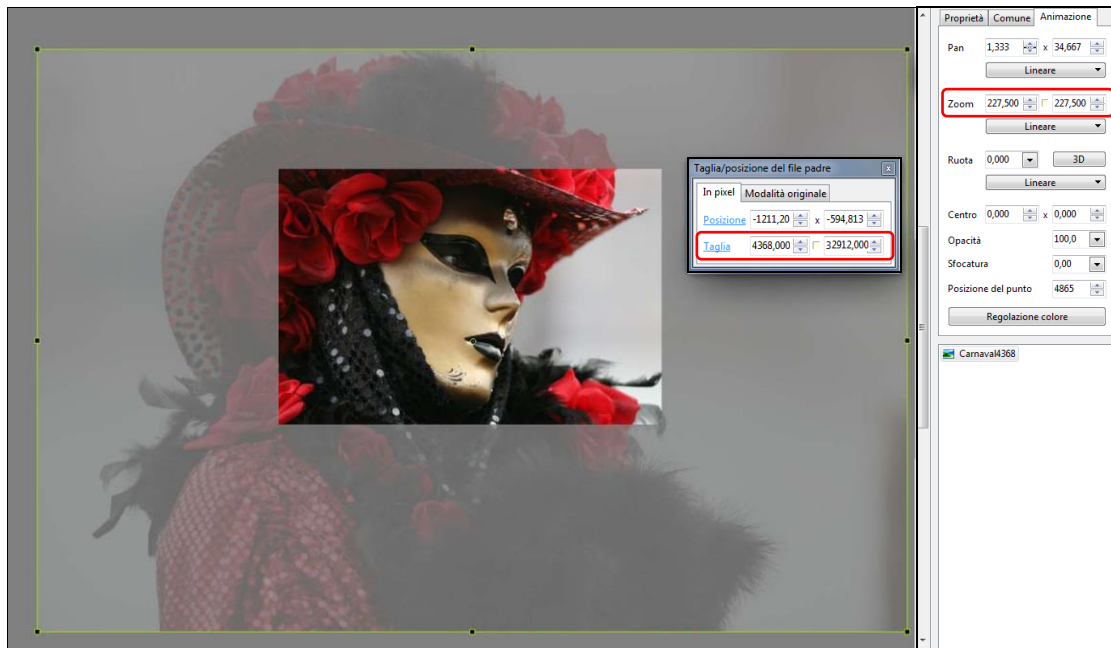 Proprietà Comune Animazione
Pan 1,333 x 34,667
Lineare
Zoom 227,500 227,500
Lineare
Ruota 0,000 3D
Lineare
Centro 0,000 x 0,000
Opacità 100,0
Sfocatura 0,00
Posizione del punto 4865
Regolazione colore
Carnaval4368
Taglia/posizione del file padre x
In pixel Modalità originale
Posizione -1211,20 x -594,813
Taglia 4368,000 32912,000